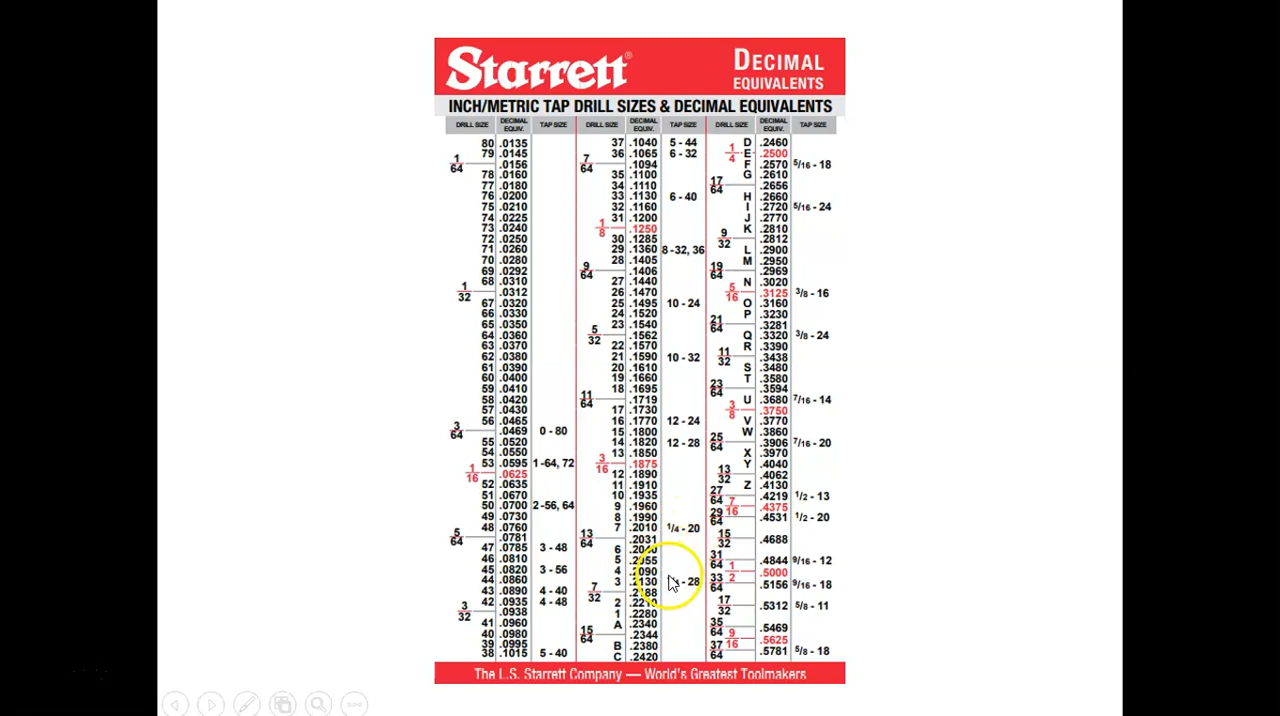 Starrett®
DECIMAL
EQUIVALENTS
INCH/METRIC TAP DRILL SIZES & DECIMAL EQUIVALENTS
DRILL SIZE DECIMAL EQUIV. TAP SIZE
80 .0135
79 .0145
1/64 .0156
78 .0160
77 .0180
76 .0200
75 .0210
74 .0225
73 .0240
72 .0250
71 .0260
70 .0280
69 .0292
68 .0310
1/32 .0312
67 .0320
66 .0330
65 .0350
64 .0360
63 .0370
62 .0380
61 .0390
60 .0400
59 .0410
58 .0420
57 .0430
56 .0465
3/64 .0469 0 - 80
55 .0520
54 .0550
53 .0595 1 -64, 72
1/16 .0625
52 .0635
51 .0670
50 .0700 2 -56, 64
49 .0730
48 .0760
5/64 .0781
47 .0785 3 - 48
46 .0810
45 .0820 3 - 56
44 .0860
43 .0890 4 - 40
42 .0935 4 - 48
3/32 .0938
41 .0960
40 .0980
39 .0995
38 .1015 5 - 40
DRILL SIZE DECIMAL EQUIV. TAP SIZE
37 .1040 5 - 44
36 .1065 6 - 32
7/64 .1094
35 .1100
34 .1110
33 .1130 6 - 40
32 .1160
31 .1200
1/8 .1250
30 .1285
29 .1360 8 -32, 36
28 .1405
9/64 .1406
27 .1440
26 .1470
25 .1495 10 - 24
24 .1520
23 .1540
5/32 .1562
22 .1570
21 .1590 10 - 32
20 .1610
19 .1660
18 .1695
11/64 .1719
17 .1730
16 .1770 12 - 24
15 .1800
14 .1820 12 - 28
13 .1850
3/16 .1875
12 .1890
11 .1910
10 .1935
9 .1960
8 .1990
7 .2010 1/4 - 20
13/64 .2031
6 .2040
5 .2055
4 .2090
3 .2130 - 28
7/32 .2188
2 .2210
1 .2280
A .2340
15/64 .2344
B .2380
C .2420
DRILL SIZE DECIMAL EQUIV. TAP SIZE
D .2460
1/4 E .2500
F .2570 5/16 - 18
G .2610
17/64 .2656
H .2660
I .2720 5/16 - 24
J .2770
K .2810
9/32 .2812
L .2900
M .2950
19/64 .2969
N .3020
5/16 .3125 3/8 - 16
O .3160
P .3230
21/64 .3281
Q .3320 3/8 - 24
R .3390
11/32 .3438
S .3480
T .3580
23/64 .3594
U .3680 7/16 - 14
3/8 .3750
V .3770
W .3860
25/64 .3906 7/16 - 20
X .3970
Y .4040
13/32 .4062
Z .4130
27/64 .4219 1/2 - 13
7/16 .4375
29/64 .4531 1/2 - 20
15/32 .4688
31/64 .4844 9/16 - 12
1/2 .5000
33/64 .5156 9/16 - 18
17/32 .5312 5/8 - 11
35/64 .5469
9/16 .5625
37/64 .5781 5/8 - 18
The L.S. Starrett Company — World's Greatest Toolmakers